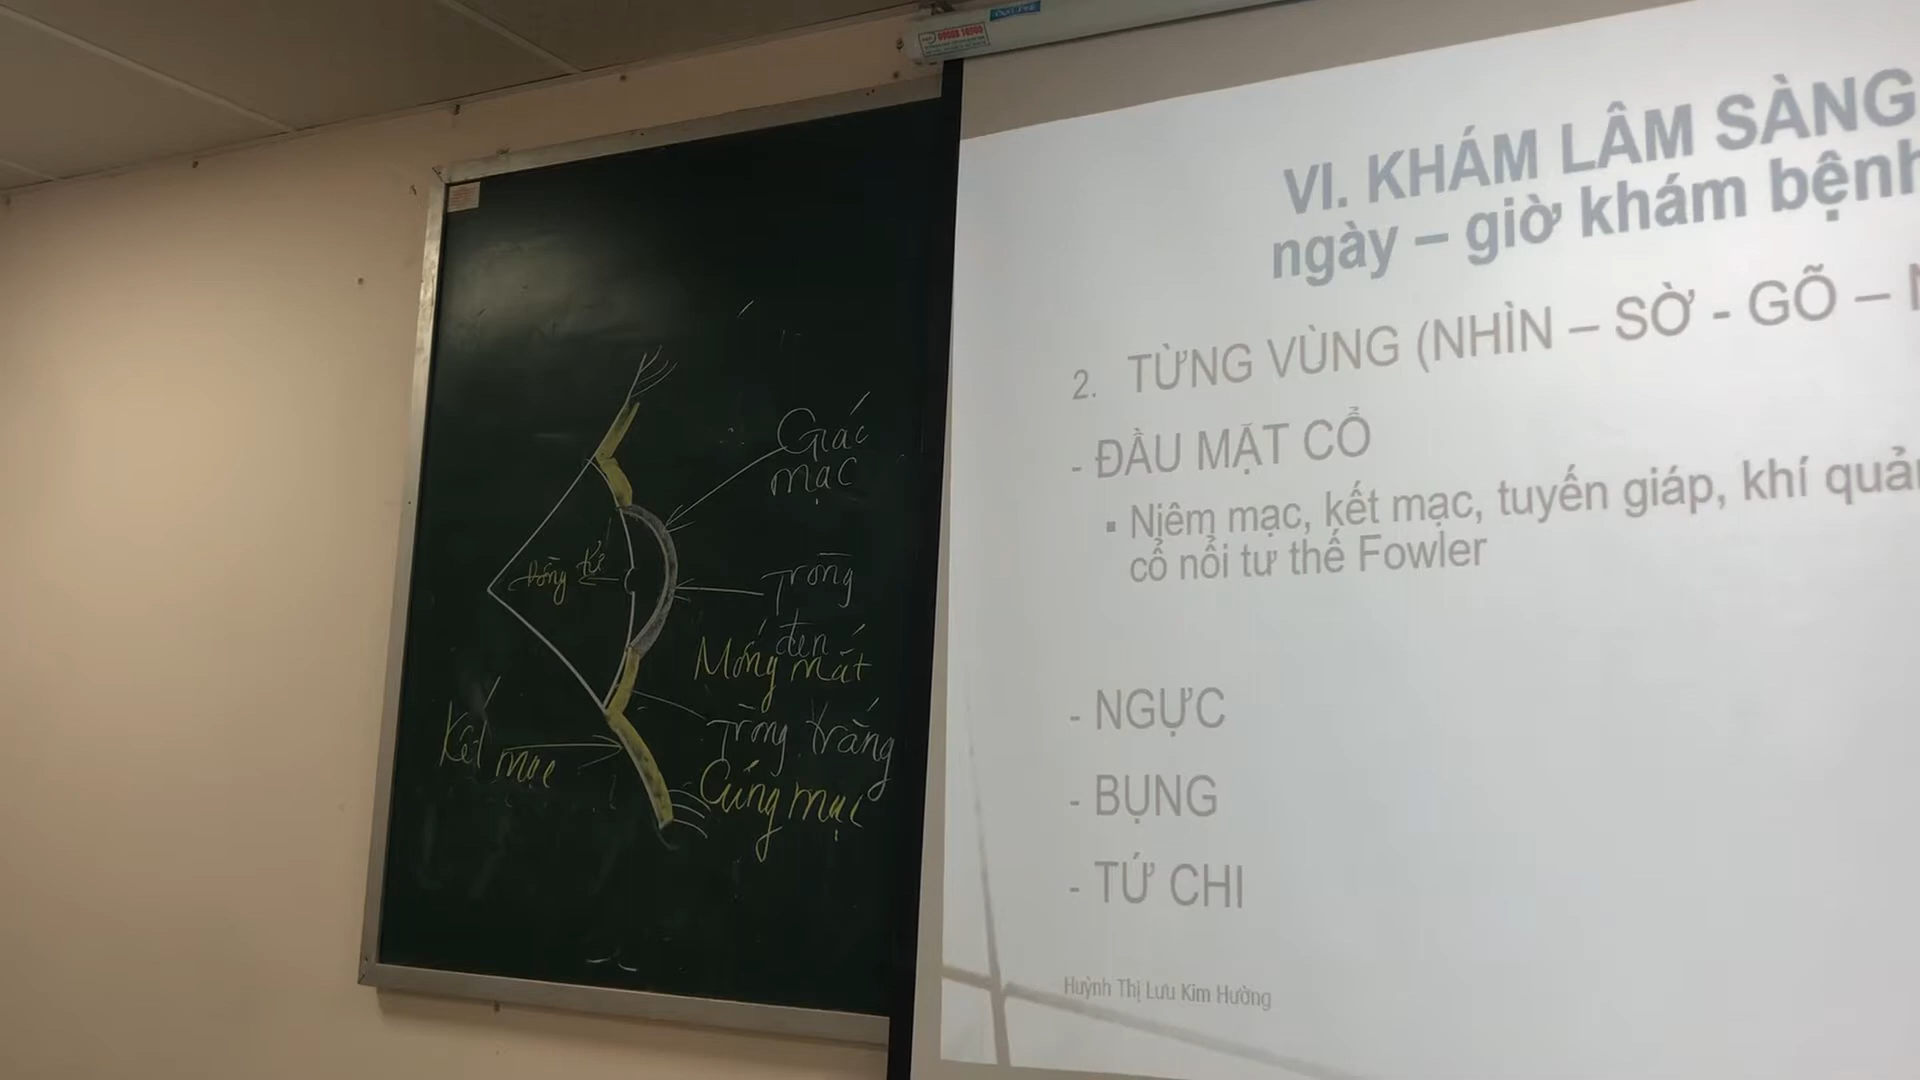 Giác
mạc
Đồng tử
Tròng
đen
Mống mắt
Tròng trắng
Củng mạc
Kết mạc
VI. KHÁM LÂM SÀNG
ngày – giờ khám bệnh
2. TỪNG VÙNG (NHÌN – SỜ - GÕ –
- ĐẦU MẶT CỔ
▪ Niêm mạc, kết mạc, tuyến giáp, khí
cổ nổi tư thế Fowler
- NGỰC
- BỤNG
- TỨ CHI
Huỳnh Thị Lưu Kim Hường